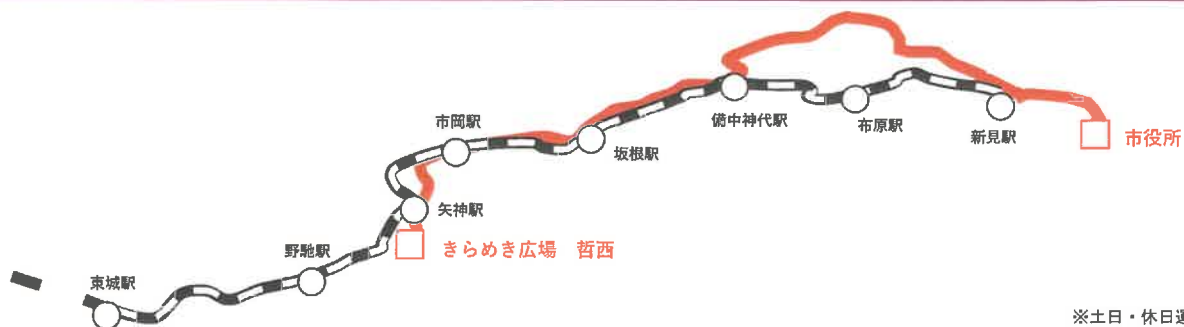 備中神代駅
布原駅
新見駅
市役所
市岡駅
坂根駅
矢神駅
きらめき広場 哲西
野馳駅
東城駅
※土日・休日運